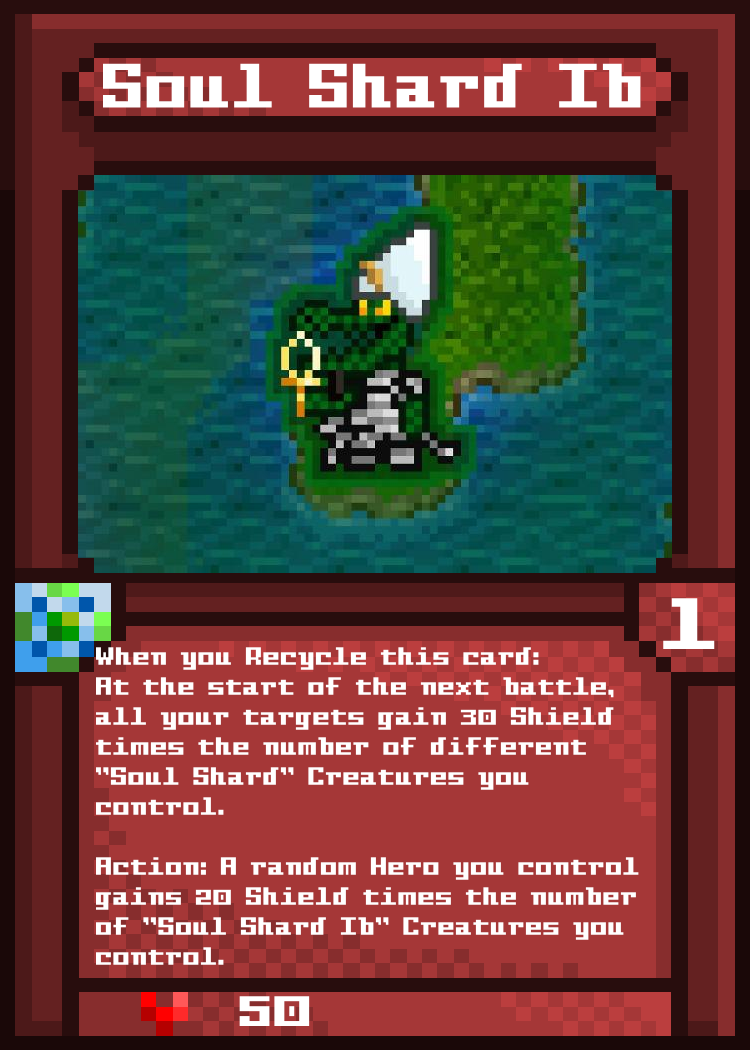 Soul Shard Ib
1
When you Recycle this card:
At the start of the next battle,
all your targets gain 30 Shield
times the number of different
"Soul Shard" Creatures you
control.
Action: A random Hero you control
gains 20 Shield times the number
of "Soul Shard Ib" Creatures you
control.
50